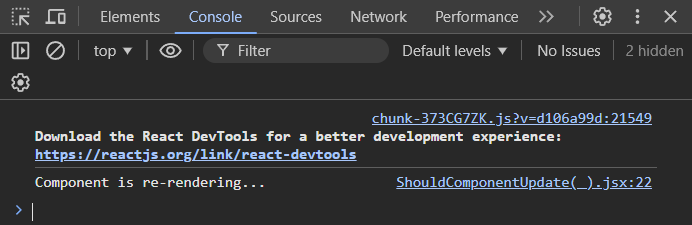 Elements Console Sources Network Performance
top Filter Default levels No Issues 2 hidden
chunk-373CG7ZK.js?v=d106a99d:21549
Download the React DevTools for a better development experience:
https://reactjs.org/link/react-devtools
Component is re-rendering... ShouldComponentUpdate( ).jsx:22